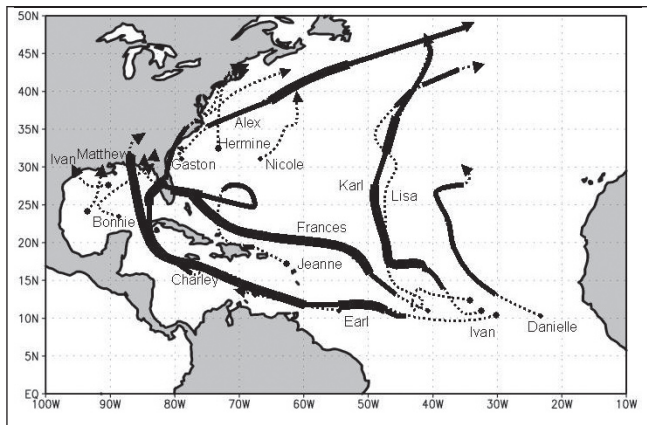 50N
45N
40N
35N
30N
25N
20N
15N
10N
5N
EQ
Alex
Hermine
Ivan
Matthew
Gaston
Nicole
Karl
Lisa
Bonnie
Frances
Jeanne
Charley
Earl
Ivan
Danielle
100W 90W 80W 70W 60W 50W 40W 30W 20W 10W